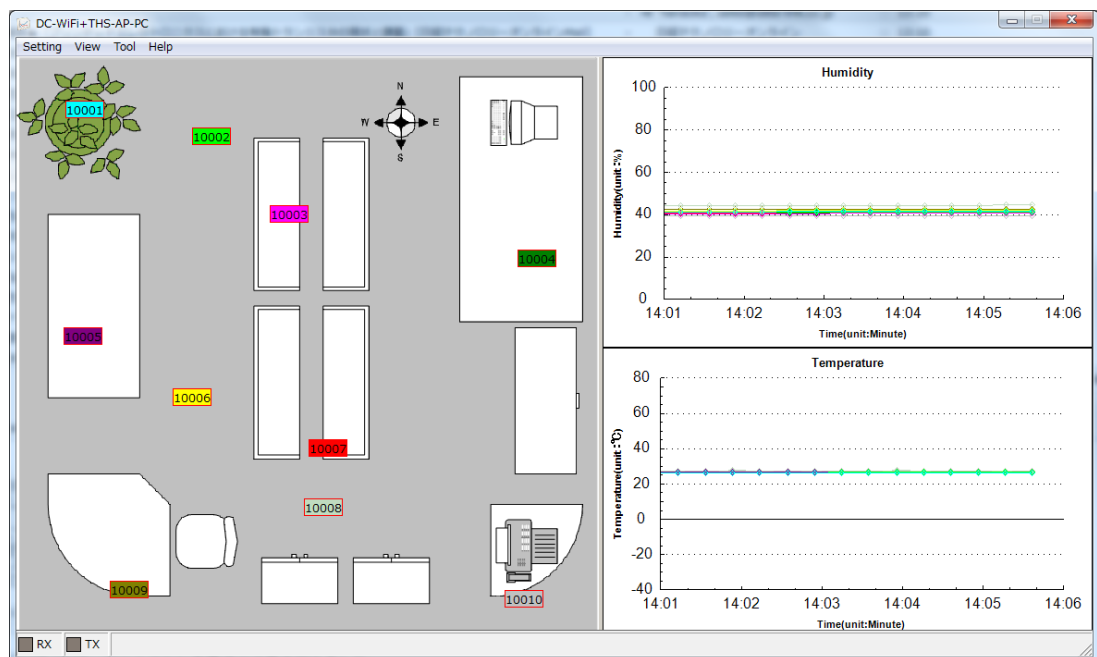 DC-WiFi+THS-AP-PC
Setting View Tool Help
10001
10002
10003
10004
10005
10006
10007
10008
10009
10010
N
W E
S
Humidity
Humidity(unit:%)
100
80
60
40
20
0
14:01 14:02 14:03 14:04 14:05 14:06
Time(unit:Minute)
Temperature
Temperature(unit:℃)
80
60
40
20
0
-20
-40
14:01 14:02 14:03 14:04 14:05 14:06
Time(unit:Minute)
RX TX